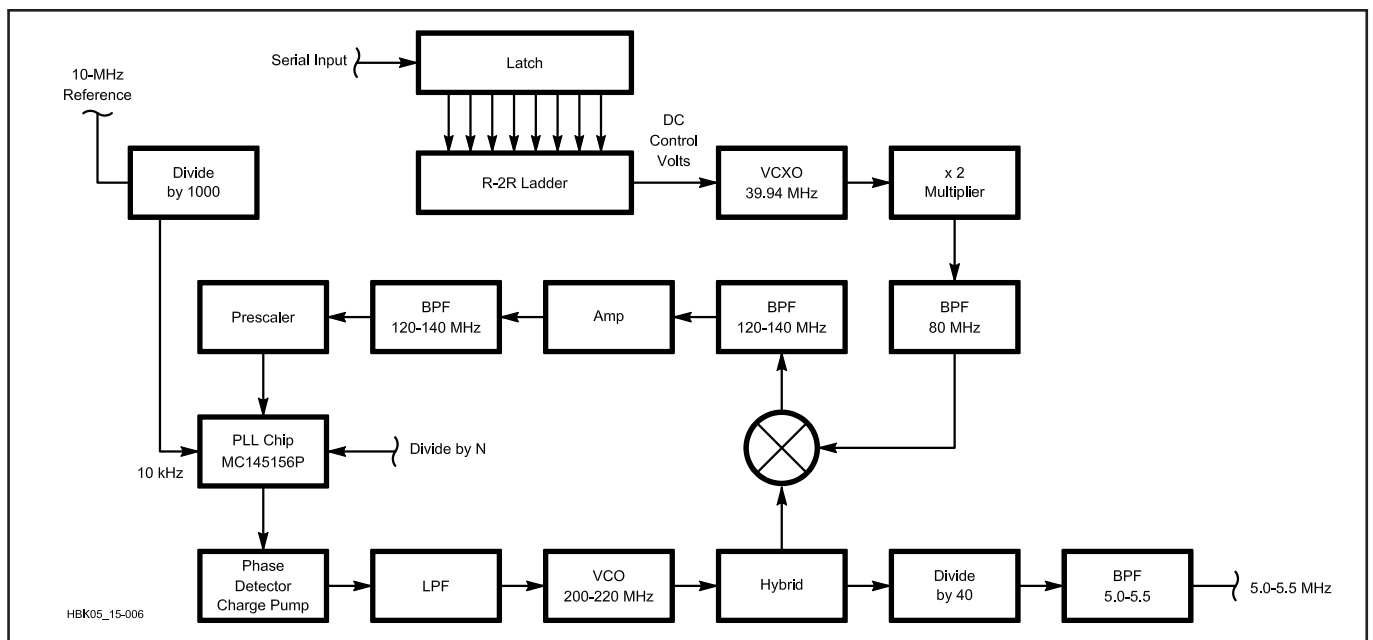 Serial Input
Latch
10-MHz
Reference
Divide
by 1000
R-2R Ladder
DC
Control
Volts
VCXO
39.94 MHz
x 2
Multiplier
Prescaler
BPF
120-140 MHz
Amp
BPF
120-140 MHz
BPF
80 MHz
PLL Chip
MC145156P
Divide by N
10 kHz
Phase
Detector
Charge Pump
LPF
VCO
200-220 MHz
Hybrid
Divide
by 40
BPF
5.0-5.5
5.0-5.5 MHz
HBK05_15-006